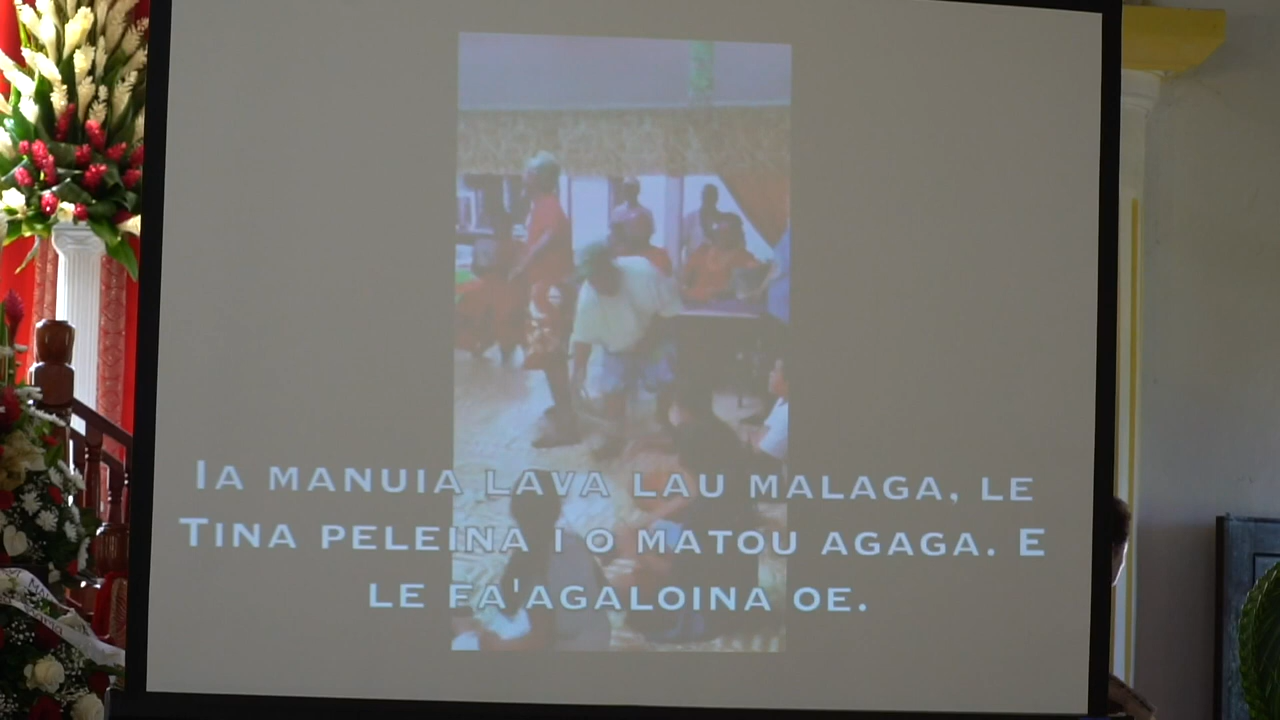 Ia manuia lava lau malaga, le
Tina peleina i o matou agaga. E
le fa'agaloina oe.